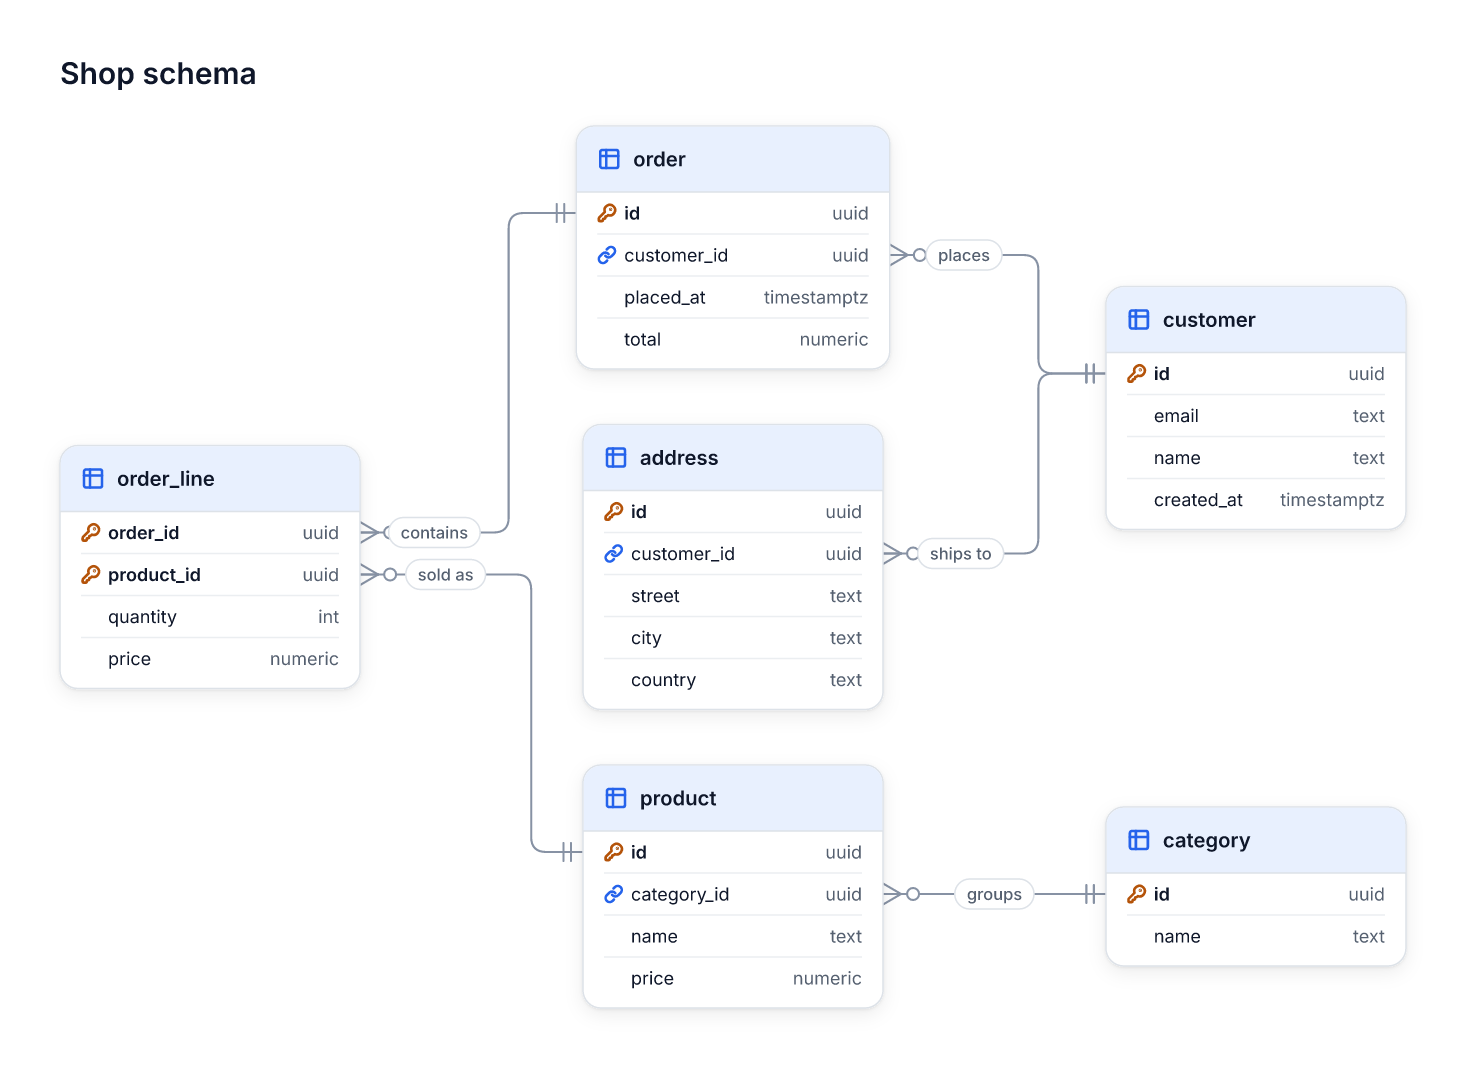 Shop schema
order
id uuid
customer_id uuid
placed_at timestamptz
total numeric
places
customer
id uuid
email text
name text
created_at timestamptz
address
id uuid
customer_id uuid
street text
city text
country text
ships to
order_line
order_id uuid
product_id uuid
quantity int
price numeric
contains
sold as
product
id uuid
category_id uuid
name text
price numeric
groups
category
id uuid
name text